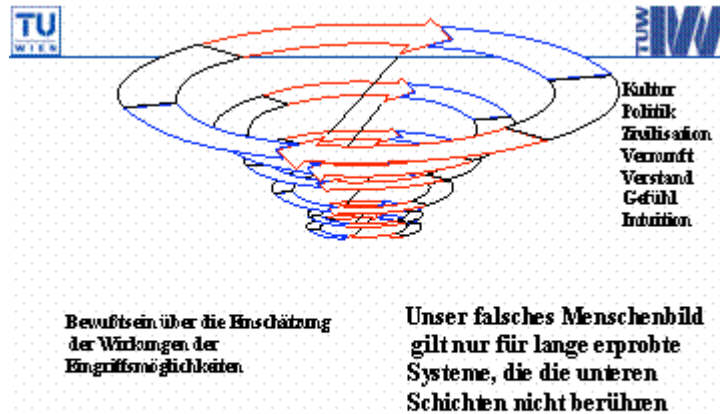 TU
WIEN
TUW
Kultur
Politik
Zivilisation
Vernunft
Verstand
Gefühl
Intuition
Bewußtsein über die Einschätzung
der Wirkungen der
Eingriffsmöglichkeiten
Unser falsches Menschenbild
gilt nur für lange erprobte
Systeme, die die unteren
Schichten nicht berühren